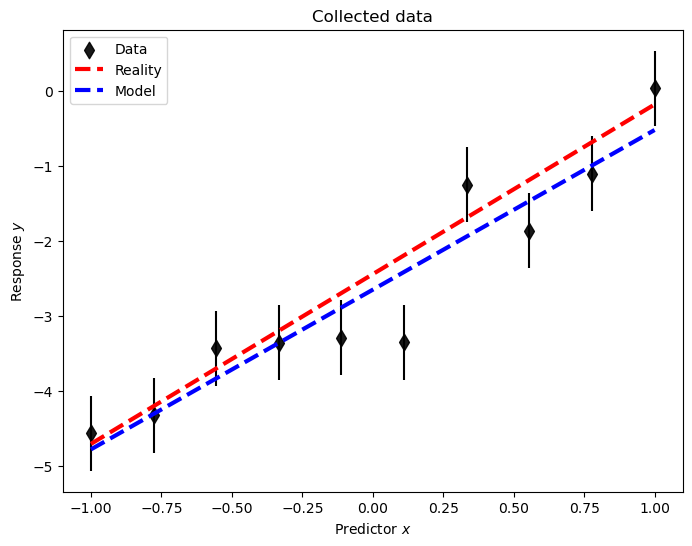 Collected data
Data
Reality
Model
Response y
0
−1
−2
−3
−4
−5
−1.00 −0.75 −0.50 −0.25 0.00 0.25 0.50 0.75 1.00
Predictor x